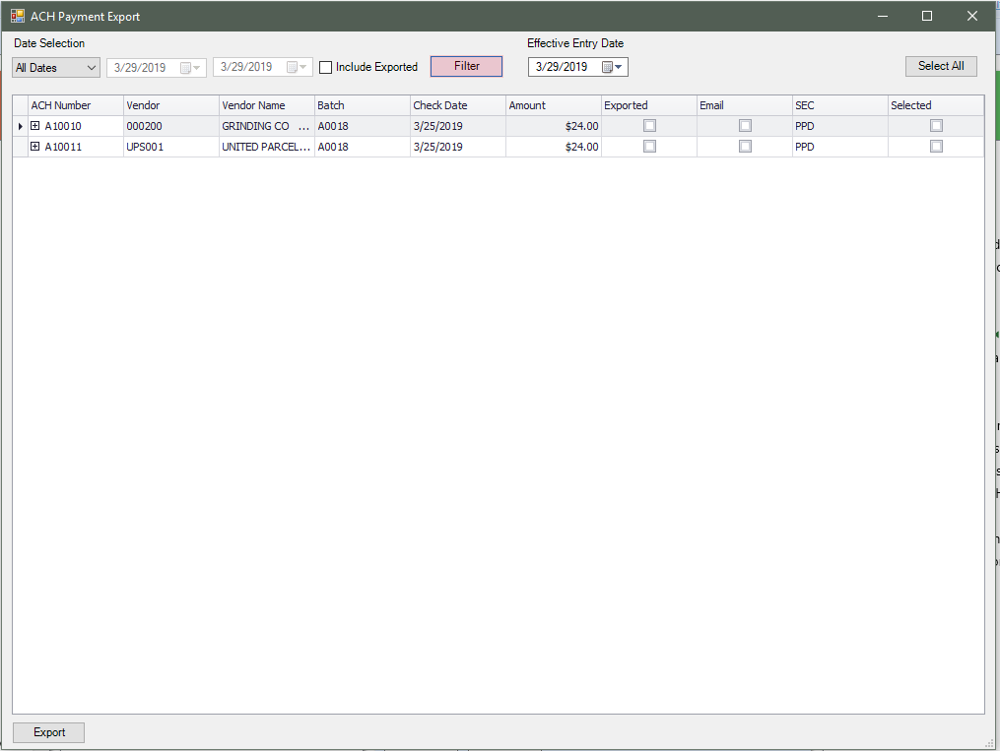 ACH Payment Export
Date Selection
Effective Entry Date
All Dates 3/29/2019 3/29/2019 Include Exported Filter 3/29/2019 Select All
ACH Number Vendor Vendor Name Batch Check Date Amount Exported Email SEC Selected
A10010 000200 GRINDING CO ... A0018 3/25/2019 $24.00 PPD
A10011 UPS001 UNITED PARCEL... A0018 3/25/2019 $24.00 PPD
Export